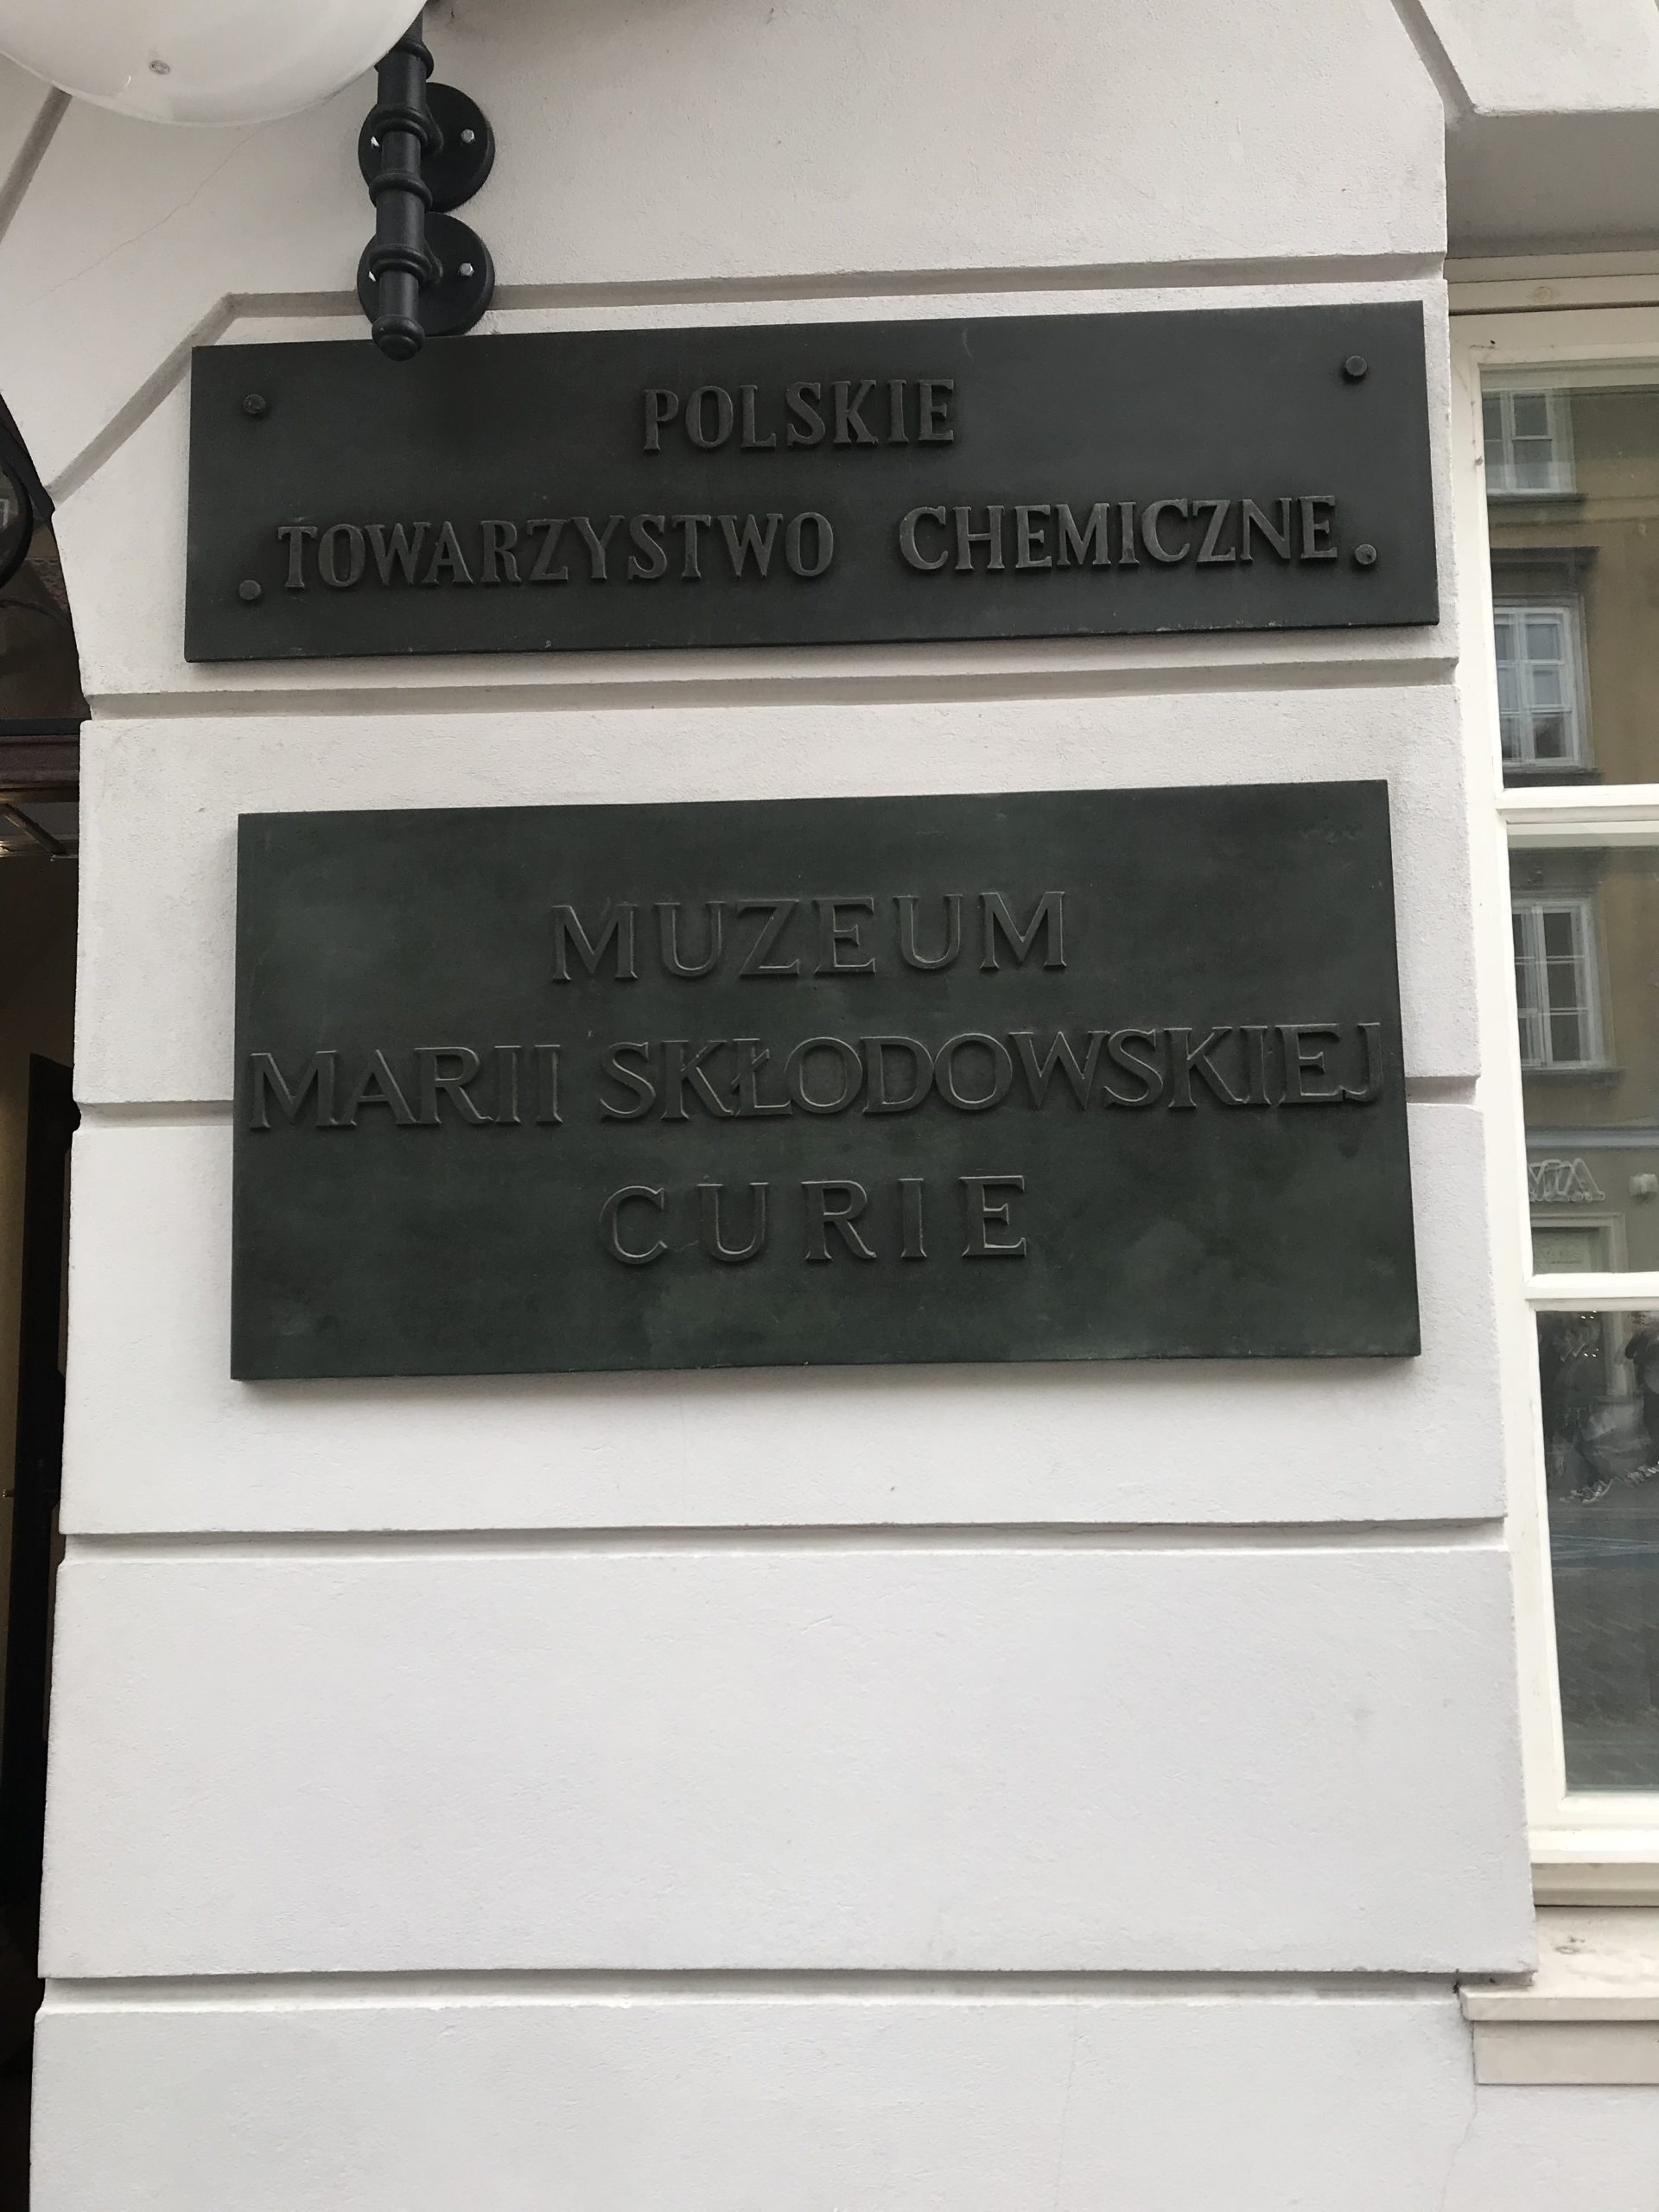 POLSKIE
TOWARZYSTWO CHEMICZNE
MUZEUM
MARII SKŁODOWSKIEJ
CURIE